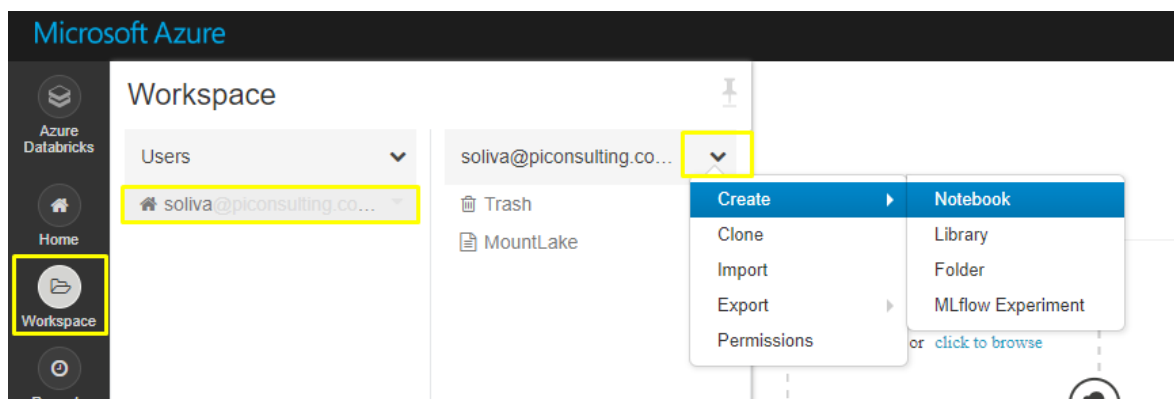 Microsoft Azure
Azure
Databricks
Home
Workspace
Workspace
Users
soliva@piconsulting.co...
soliva@piconsulting.co...
Trash
MountLake
Create
Clone
Import
Export
Permissions
Notebook
Library
Folder
MLflow Experiment
or click to browse